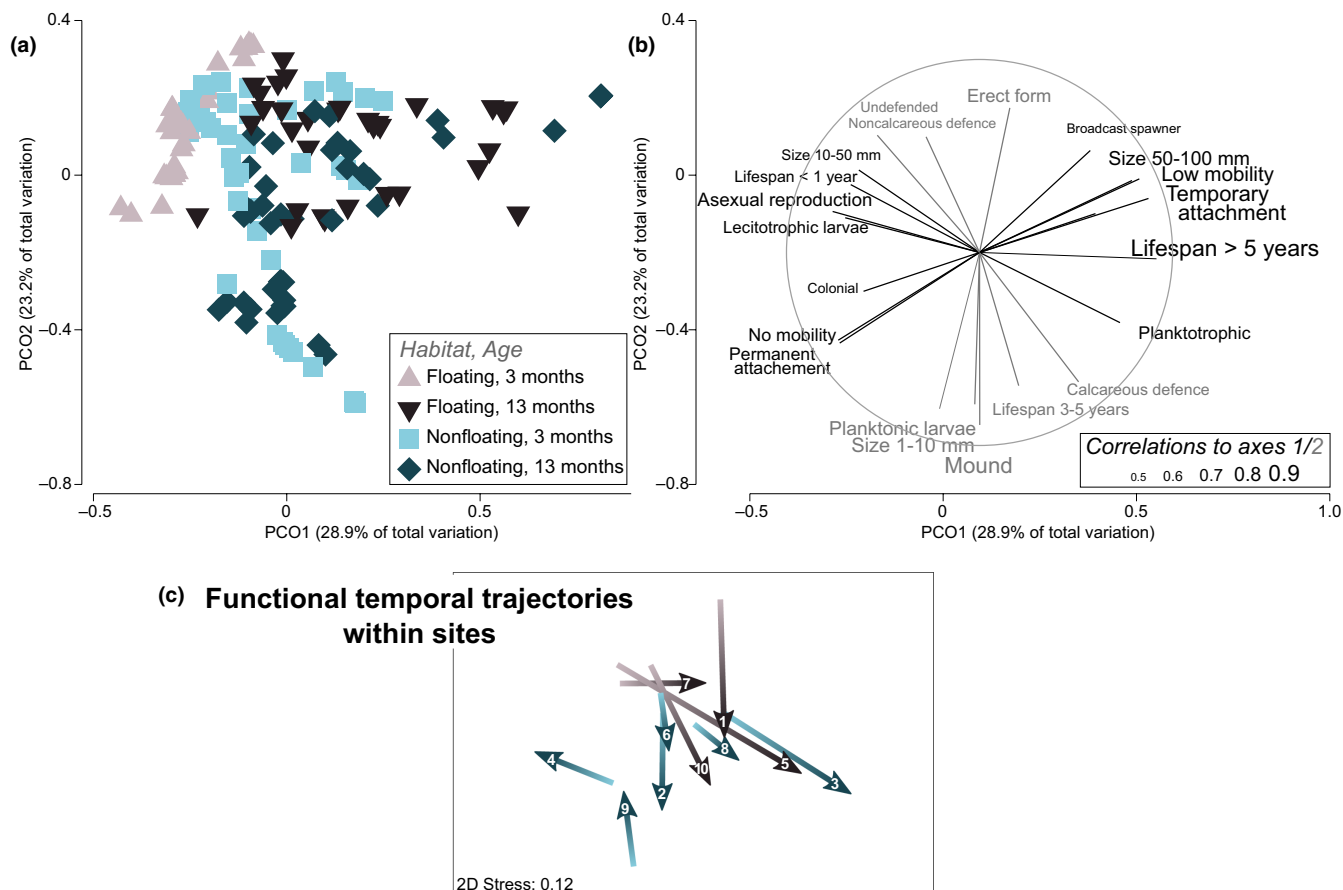 (a)
0.4
0
–0.4
–0.8
PCO2 (23.2% of total variation)
–0.5
0
0.5
PCO1 (28.9% of total variation)
Habitat, Age
Floating, 3 months
Floating, 13 months
Nonfloating, 3 months
Nonfloating, 13 months
(b)
0.4
0
–0.4
–0.8
PCO2 (23.2% of total variation)
–0.5
0
0.5
1.0
PCO1 (28.9% of total variation)
Undefended
Noncalcareous defence
Erect form
Broadcast spawner
Size 10-50 mm
Size 50-100 mm
Lifespan < 1 year
Low mobility
Asexual reproduction
Temporary
attachment
Lecitotrophic larvae
Lifespan > 5 years
Colonial
No mobility
Permanent
attachement
Planktotrophic
Calcareous defence
Lifespan 3-5 years
Planktonic larvae
Size 1-10 mm
Mound
Correlations to axes 1/2
0.5 0.6 0.7 0.8 0.9
(c) Functional temporal trajectories
within sites
7
1
6
8
10
5
3
4
2
9
2D Stress: 0.12